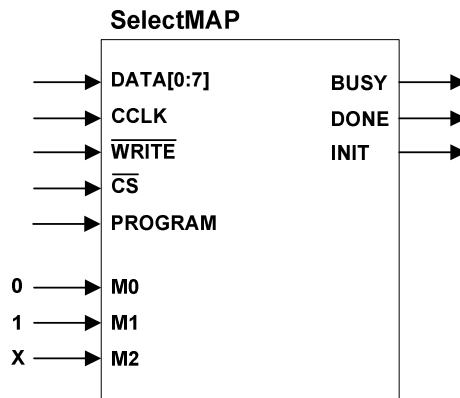 SelectMAP
DATA[0:7] BUSY
CCLK DONE
WRITE INIT
CS
PROGRAM
0 M0
1 M1
X M2